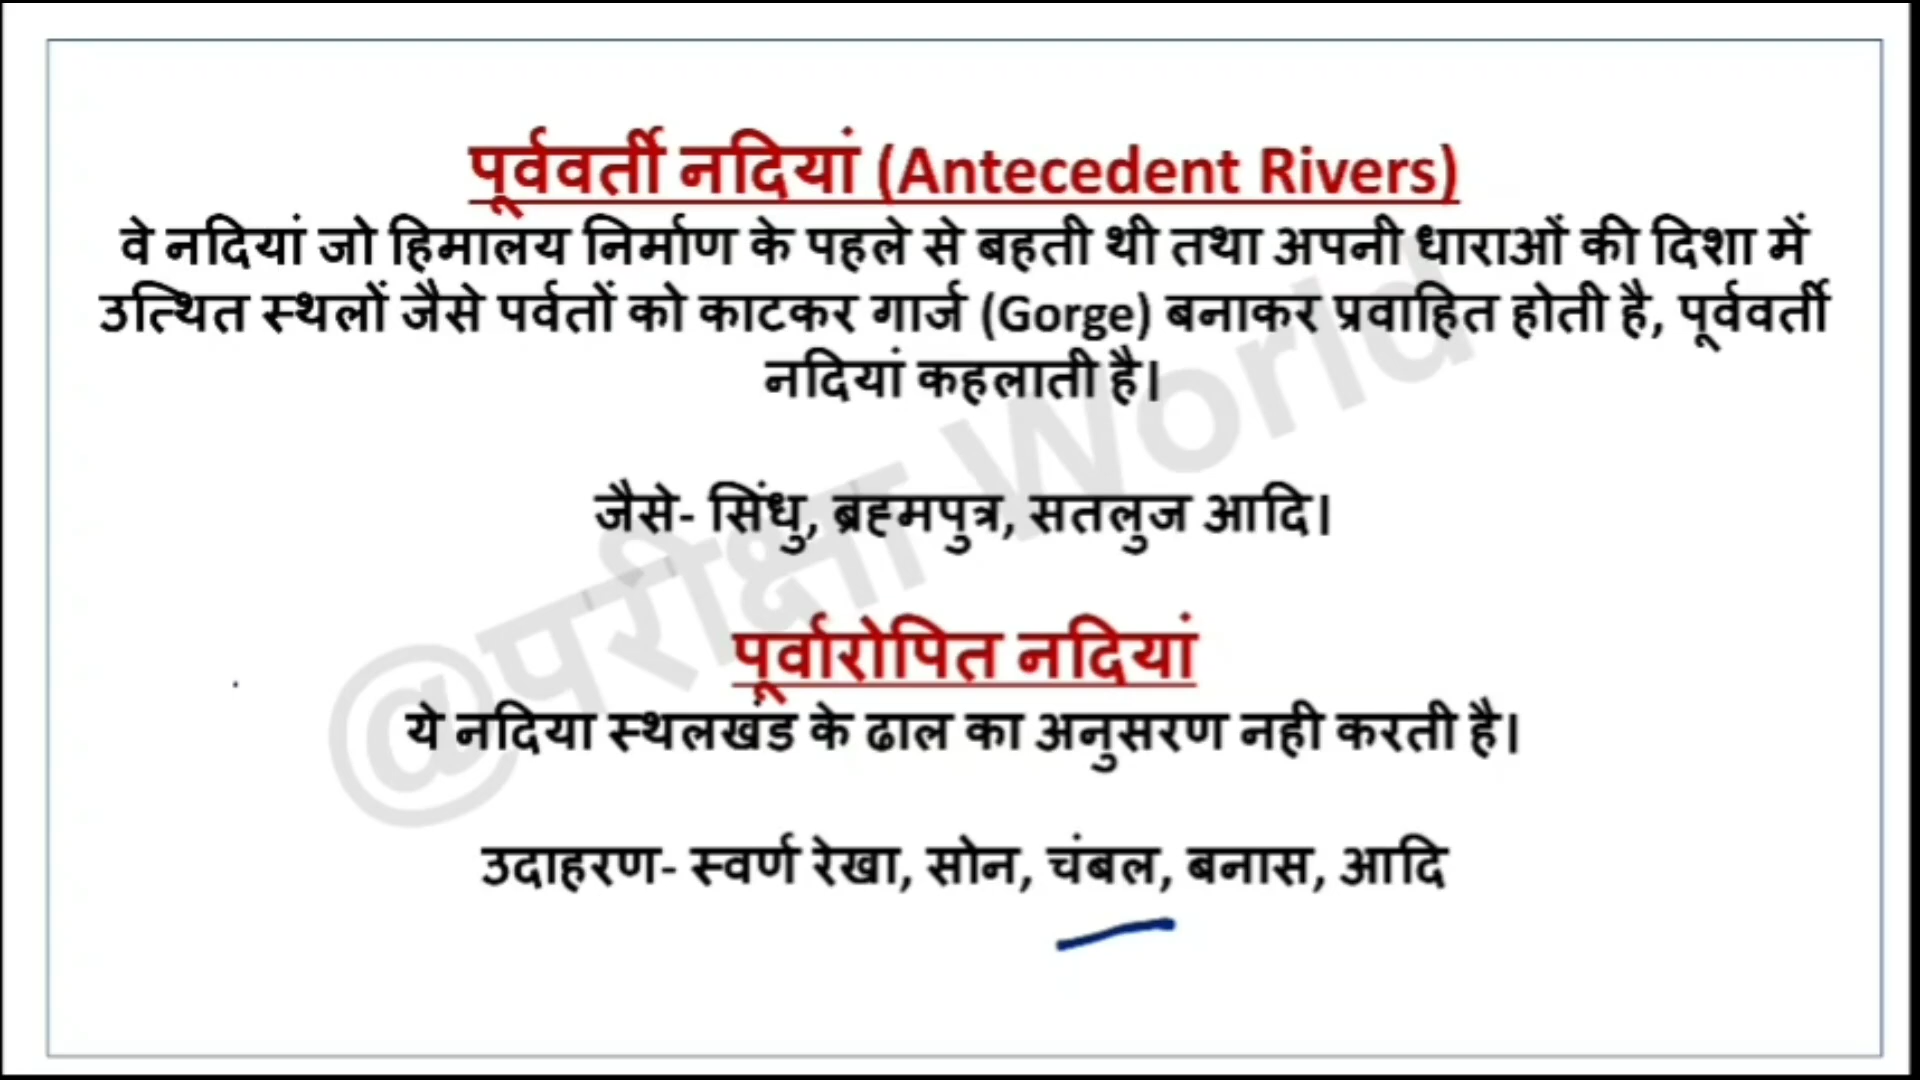 पूर्ववर्ती नदियां (Antecedent Rivers)
वे नदियां जो हिमालय निर्माण के पहले से बहती थी तथा अपनी धाराओं की दिशा में
उत्थित स्थलों जैसे पर्वतों को काटकर गार्ज (Gorge) बनाकर प्रवाहित होती है, पूर्ववर्ती
नदियां कहलाती है।
जैसे- सिंधु, ब्रह्मपुत्र, सतलुज आदि।
@परीक्षा World
पूर्वारोपित नदियां
ये नदिया स्थलखंड के ढाल का अनुसरण नही करती है।
उदाहरण- स्वर्ण रेखा, सोन, चंबल, बनास, आदि